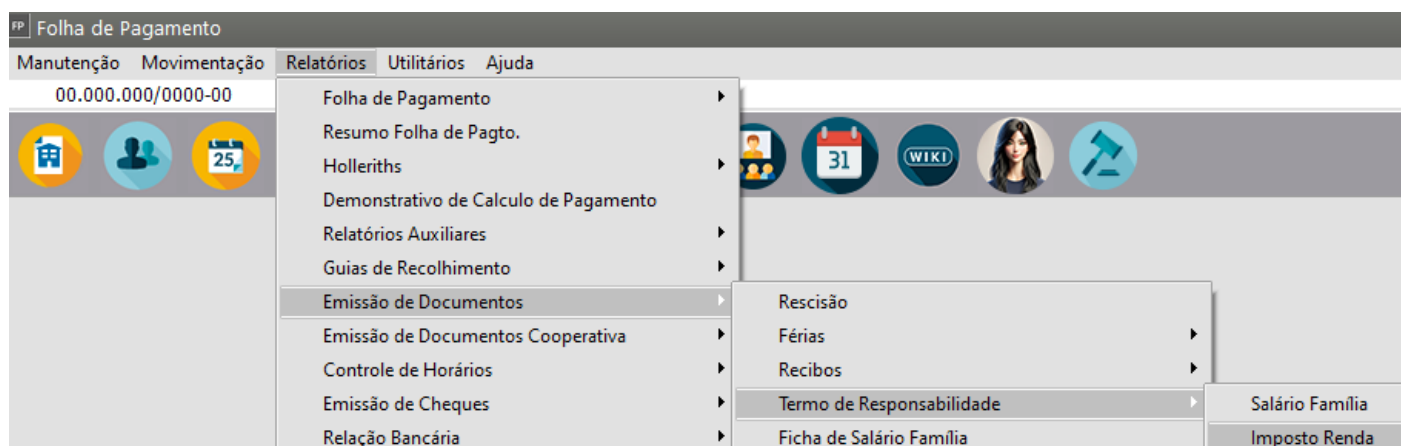 FP Folha de Pagamento
Manutenção Movimentação Relatórios Utilitários Ajuda
00.000.000/0000-00
25
31
WIKI
Folha de Pagamento
Resumo Folha de Pagto.
Holleriths
Demonstrativo de Calculo de Pagamento
Relatórios Auxiliares
Guias de Recolhimento
Emissão de Documentos
Emissão de Documentos Cooperativa
Controle de Horários
Emissão de Cheques
Relação Bancária
Rescisão
Férias
Recibos
Termo de Responsabilidade
Ficha de Salário Família
Salário Família
Imposto Renda